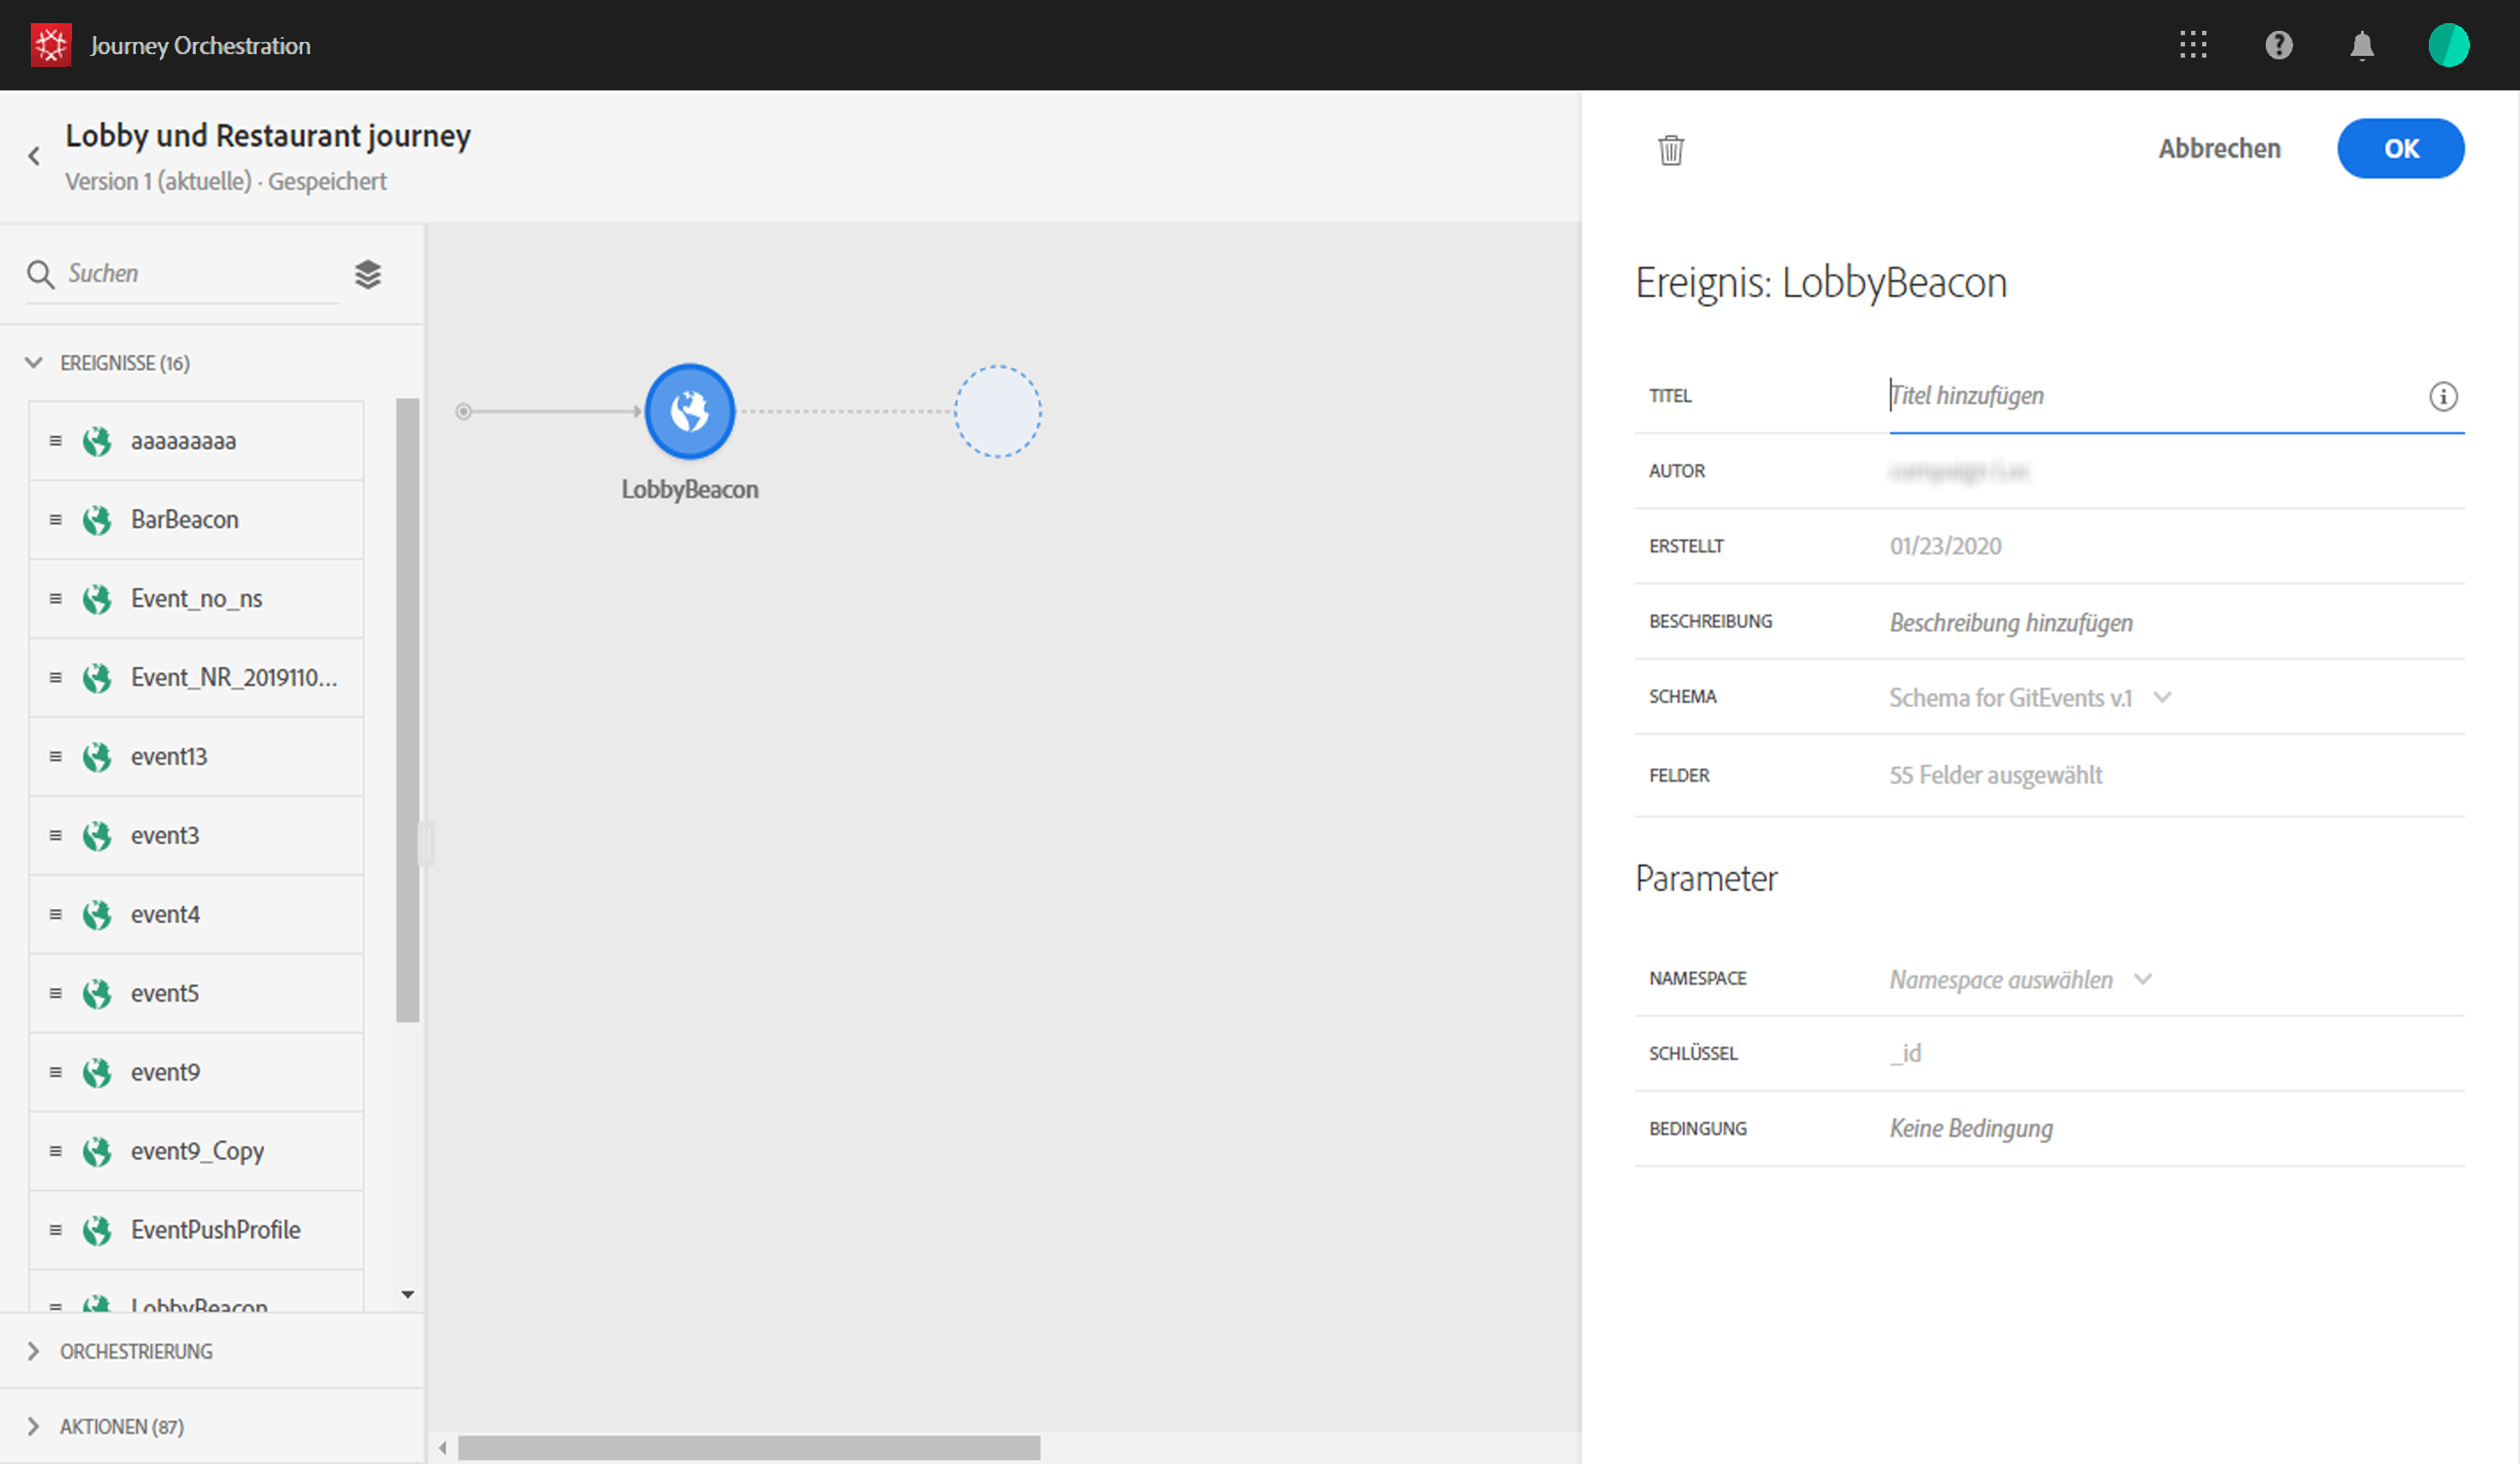 Journey Orchestration
Lobby und Restaurant journey
Version 1 (aktuelle) · Gespeichert
Abbrechen
OK
Suchen
EREIGNISSE (16)
aaaaaaaaa
BarBeacon
Event_no_ns
Event_NR_2019110...
event13
event3
event4
event5
event9
event9_Copy
EventPushProfile
LobbyBeacon
ORCHESTRIERUNG
AKTIONEN (87)
LobbyBeacon
Ereignis: LobbyBeacon
TITEL Titel hinzufügen
AUTOR
ERSTELLT 01/23/2020
BESCHREIBUNG Beschreibung hinzufügen
SCHEMA Schema for GitEvents v.1
FELDER 55 Felder ausgewählt
Parameter
NAMESPACE Namespace auswählen
SCHLÜSSEL _id
BEDINGUNG Keine Bedingung